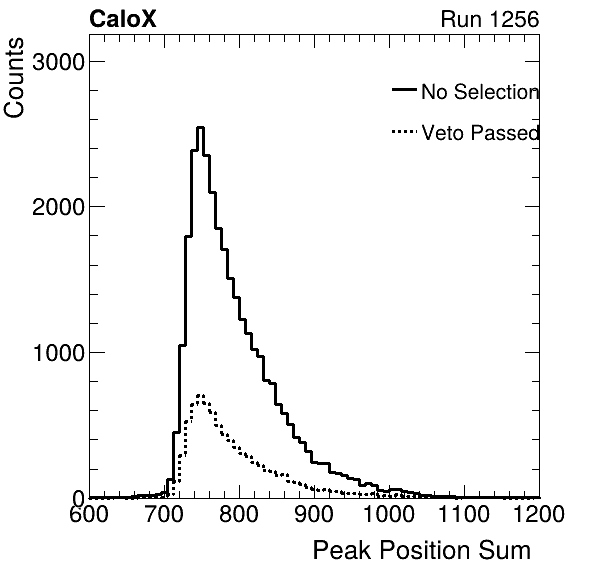 CaloX Run 1256
Counts
3000
No Selection
Veto Passed
2000
1000
0
600 700 800 900 1000 1100 1200
Peak Position Sum